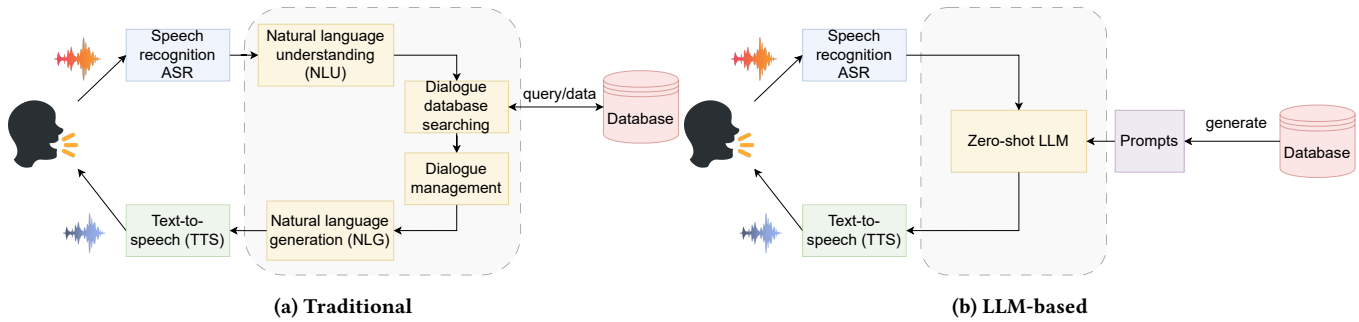 Speech
recognition
ASR
Natural language
understanding
(NLU)
Dialogue
database
searching
query/data
Database
Dialogue
management
Natural language
generation (NLG)
Text-to-
speech (TTS)
(a) Traditional
Speech
recognition
ASR
Zero-shot LLM
Prompts
generate
Database
Text-to-
speech (TTS)
(b) LLM-based